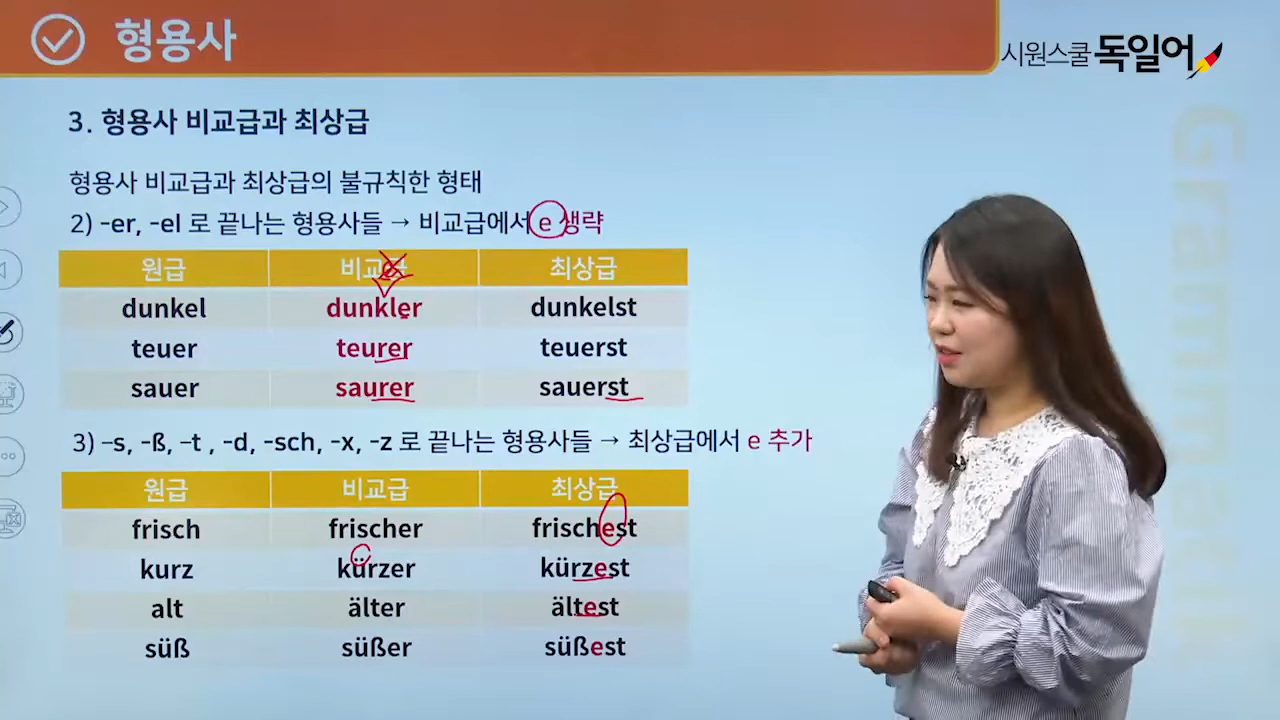 형용사
시원스쿨 독일어
3. 형용사 비교급과 최상급
형용사 비교급과 최상급의 불규칙한 형태
2) -er, -el 로 끝나는 형용사들 → 비교급에서 e 생략
원급 비교급 최상급
dunkel dunkler dunkelst
teuer teurer teuerst
sauer saurer sauerst
3) -s, -ß, -t , -d, -sch, -x, -z 로 끝나는 형용사들 → 최상급에서 e 추가
원급 비교급 최상급
frisch frischer frischest
kurz kürzer kürzest
alt älter ältest
süß süßer süßest